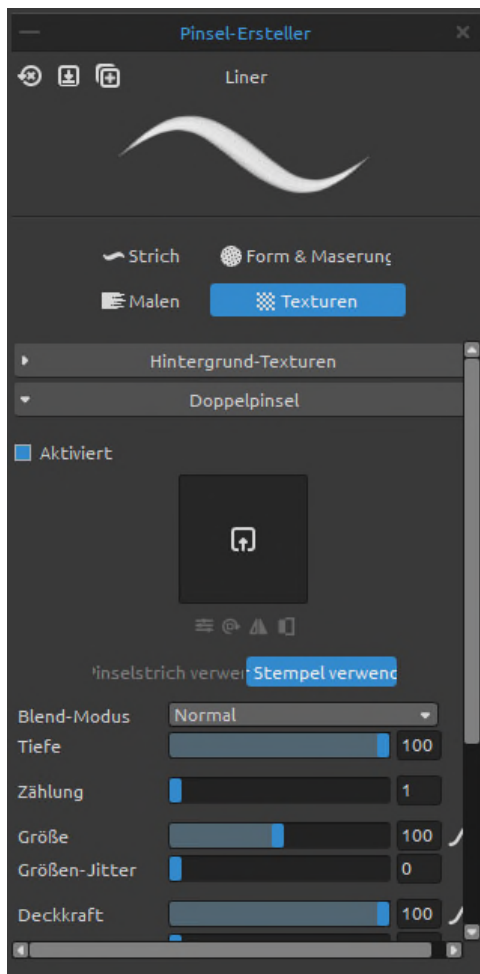 Pinsel-Ersteller
Liner
Strich Form & Maserung
Malen Texturen
Hintergrund-Texturen
Doppelpinsel
Aktiviert
Stempel verwend
Blend-Modus Normal
Tiefe 100
Zählung 1
Größe 100
Größen-Jitter 0
Deckkraft 100